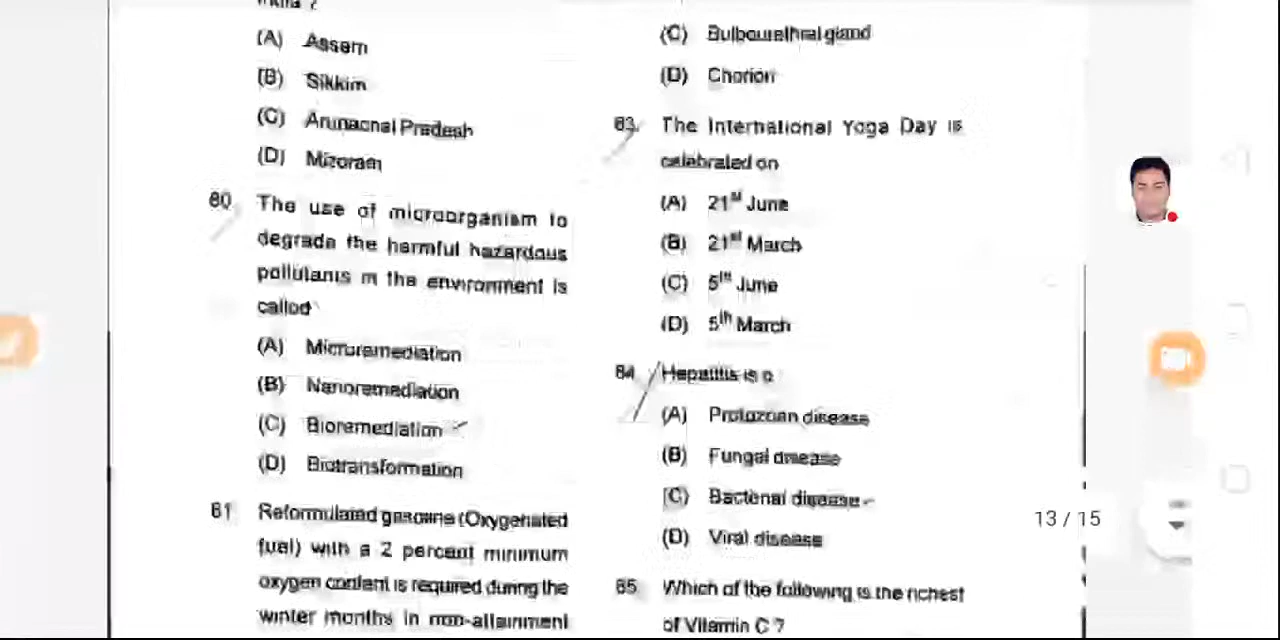 India ?
(A) Assam
(B) Sikkim
(C) Arunachal Pradesh
(D) Mizoram
80 The use of microorganism to
degrade the harmful hazardous
pollutants in the environment is
called
(A) Microremediation
(B) Nanoremediation
(C) Bioremediation
(D) Biotransformation
81 Reformulated gasoline (Oxygenated
fuel) with a 2 percent minimum
oxygen content is required during the
winter months in non-attainment
(C) Bulbourethral gland
(D) Chorion
83. The International Yoga Day is
celebrated on
(A) 21st June
(B) 21st March
(C) 5th June
(D) 5th March
84 Hepatitis is a
(A) Protozoan disease
(B) Fungal disease
(C) Bacterial disease
(D) Viral disease
85 Which of the following is the richest
of Vitamin C ?
13 / 15